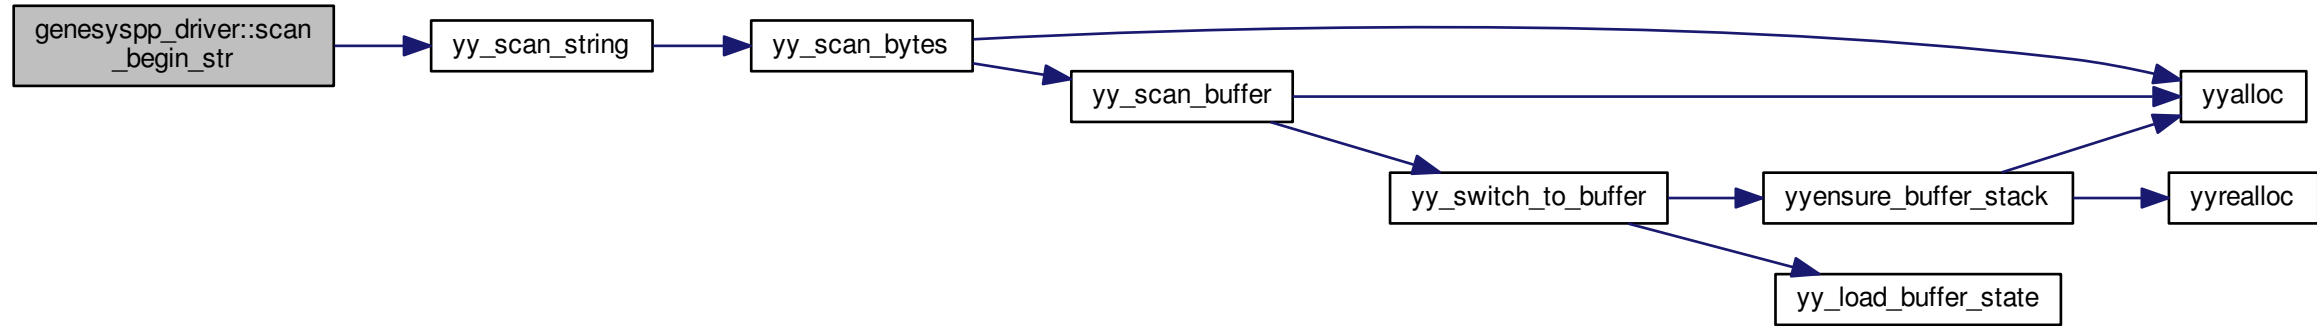 genesyspp_driver::scan
_begin_str
yy_scan_string
yy_scan_bytes
yy_scan_buffer
yyalloc
yy_switch_to_buffer
yyensure_buffer_stack
yyrealloc
yy_load_buffer_state